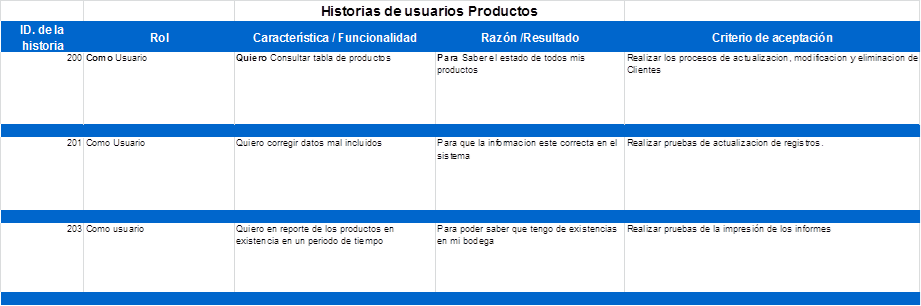 Historias de usuarios Productos
ID. de la
historia
Rol
Característica / Funcionalidad
Razón /Resultado
Criterio de aceptación
200
Como Usuario
Quiero Consultar tabla de productos
Para Saber el estado de todos mis
productos
Realizar los procesos de actualizacion, modificacion y eliminacion de
Clientes
201
Como Usuario
Quiero corregir datos mal incluidos
Para que la infomacion este correcta en el
sistema
Realizar pruebas de actualizacion de registros.
203
Como usuario
Quiero en reporte de los productos en
existencia en un periodo de tiempo
Para poder saber que tengo de existencias
en mi bodega
Realizar pruebas de la impresión de los informes